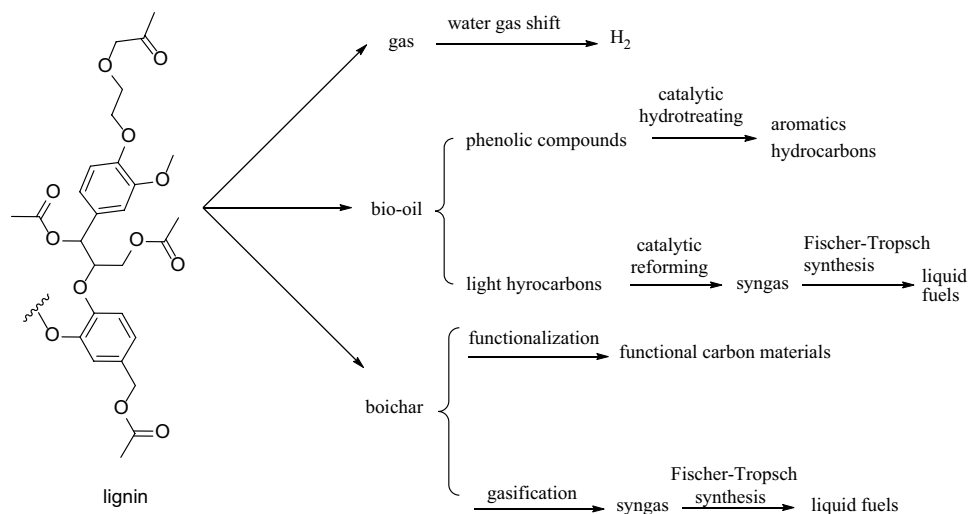 O
O
O
O
O
O
O
O
O
O
O
O
O
lignin
gas
water gas shift
H2
bio-oil
phenolic compounds
catalytic
hydrotreating
aromatics
hydrocarbons
light hyrocarbons
catalytic
reforming
syngas
Fischer-Tropsch
synthesis
liquid
fuels
boichar
functionalization
functional carbon materials
gasification
syngas
Fischer-Tropsch
synthesis
liquid fuels